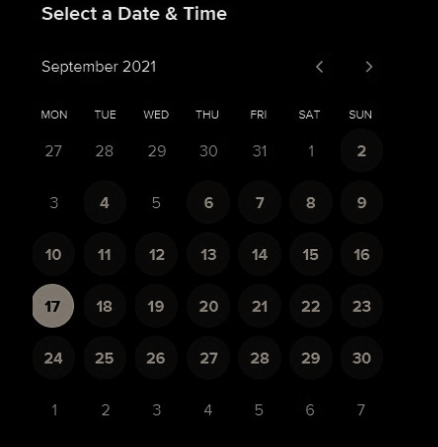 Select a Date & Time
September 2021
MON TUE WED THU FRI SAT SUN
27 28 29 30 31 1 2
3 4 5 6 7 8 9
10 11 12 13 14 15 16
17 18 19 20 21 22 23
24 25 26 27 28 29 30
1 2 3 4 5 6 7